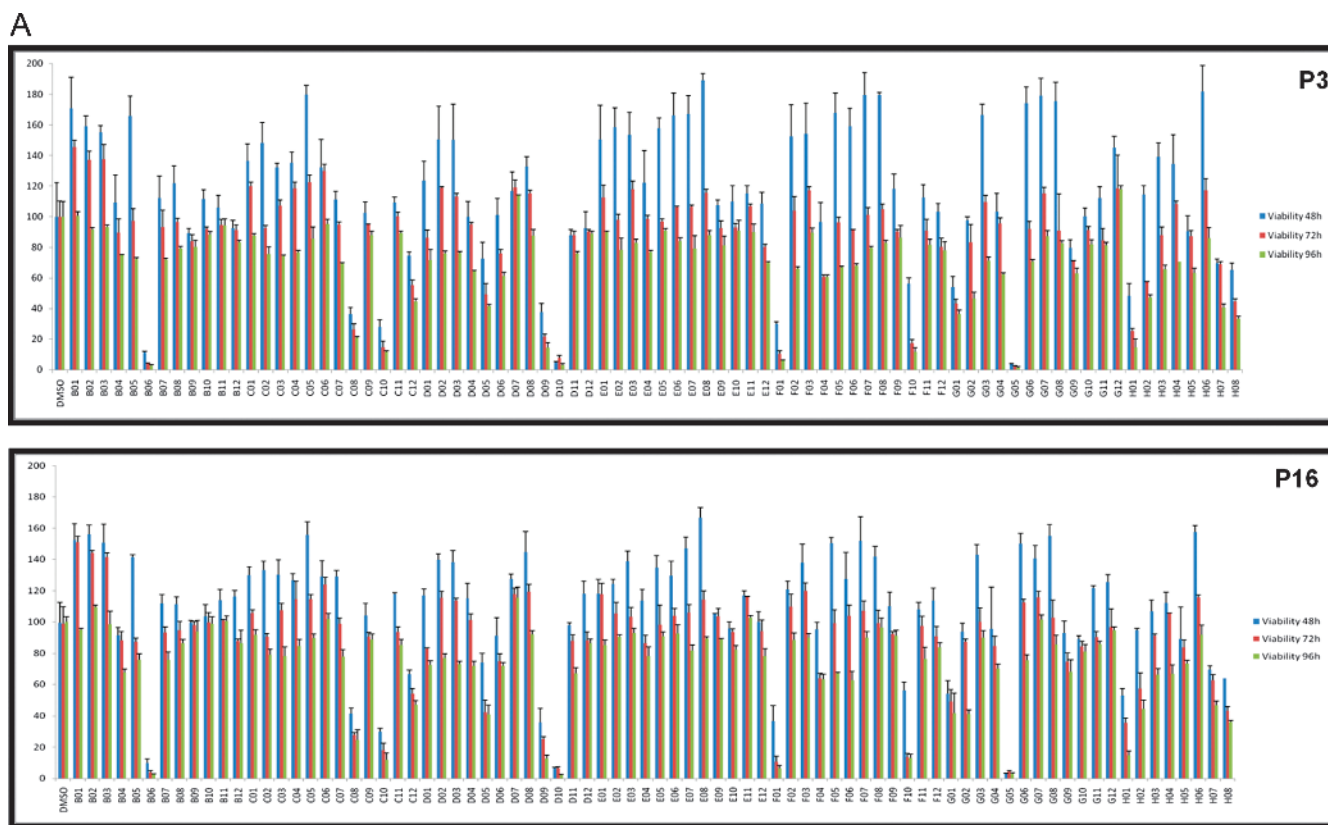 A
P3
200
180
160
140
120
100
80
60
40
20
0
Viability 48h
Viability 72h
Viability 96h
DMSO B01 B02 B03 B04 B05 B06 B07 B08 B09 B10 B11 B12 C01 C02 C03 C04 C05 C06 C07 C08 C09 C10 C11 C12 D01 D02 D03 D04 D05 D06 D07 D08 D09 D10 D11 D12 E01 E02 E03 E04 E05 E06 E07 E08 E09 E10 E11 E12 F01 F02 F03 F04 F05 F06 F07 F08 F09 F10 F11 F12 G01 G02 G03 G04 G05 G06 G07 G08 G09 G10 G11 G12 H01 H02 H03 H04 H05 H06 H07 H08
P16
200
180
160
140
120
100
80
60
40
20
0
Viability 48h
Viability 72h
Viability 96h
DMSO B01 B02 B03 B04 B05 B06 B07 B08 B09 B10 B11 B12 C01 C02 C03 C04 C05 C06 C07 C08 C09 C10 C11 C12 D01 D02 D03 D04 D05 D06 D07 D08 D09 D10 D11 D12 E01 E02 E03 E04 E05 E06 E07 E08 E09 E10 E11 E12 F01 F02 F03 F04 F05 F06 F07 F08 F09 F10 F11 F12 G01 G02 G03 G04 G05 G06 G07 G08 G09 G10 G11 G12 H01 H02 H03 H04 H05 H06 H07 H08